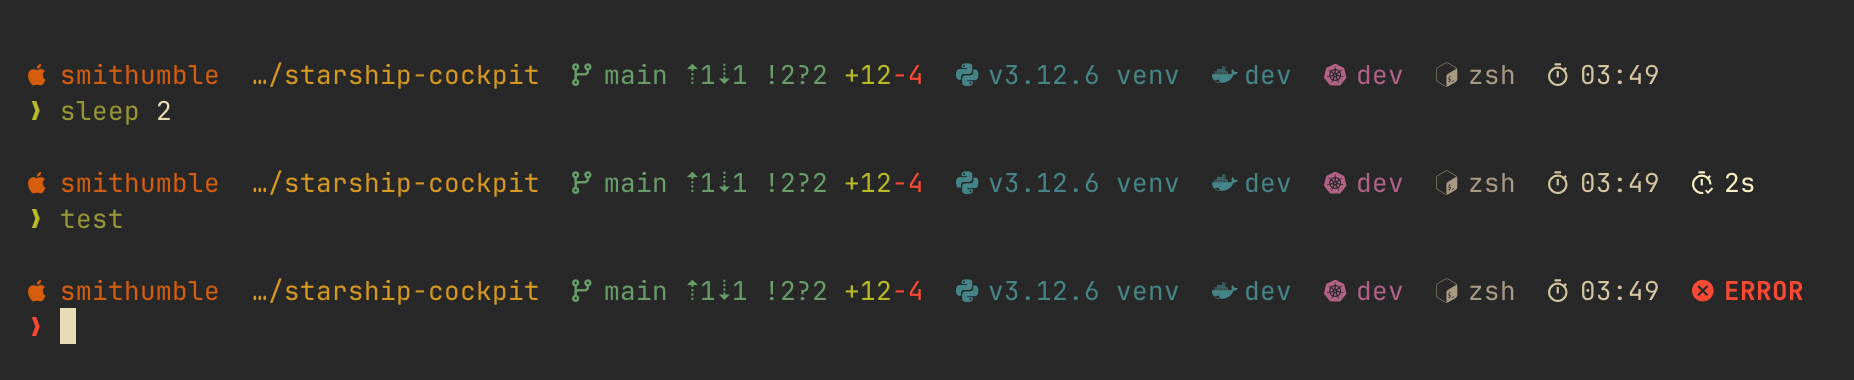 smithumble …/starship-cockpit main ⇡1⇣1 !2?2 +12-4 v3.12.6 venv dev dev zsh 03:49
❯ sleep 2
smithumble …/starship-cockpit main ⇡1⇣1 !2?2 +12-4 v3.12.6 venv dev dev zsh 03:49 2s
❯ test
smithumble …/starship-cockpit main ⇡1⇣1 !2?2 +12-4 v3.12.6 venv dev dev zsh 03:49 ERROR
❯